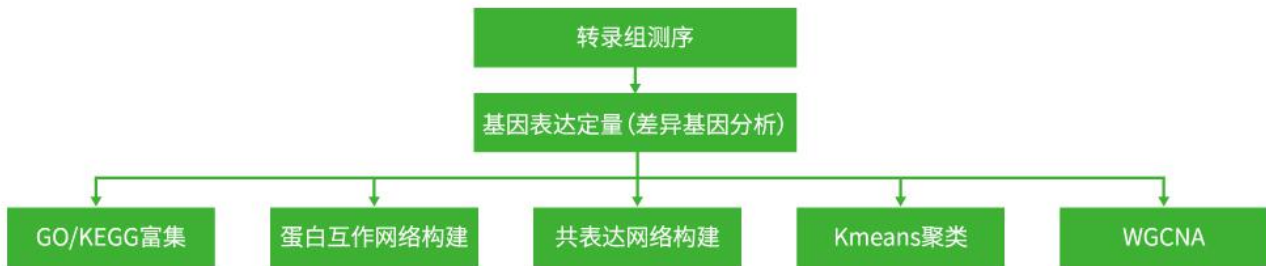 转录组测序
基因表达定量(差异基因分析)
GO/KEGG富集
蛋白互作网络构建
共表达网络构建
Kmeans聚类
WGCNA